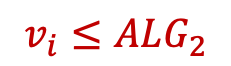 v_i ≤ ALG_2